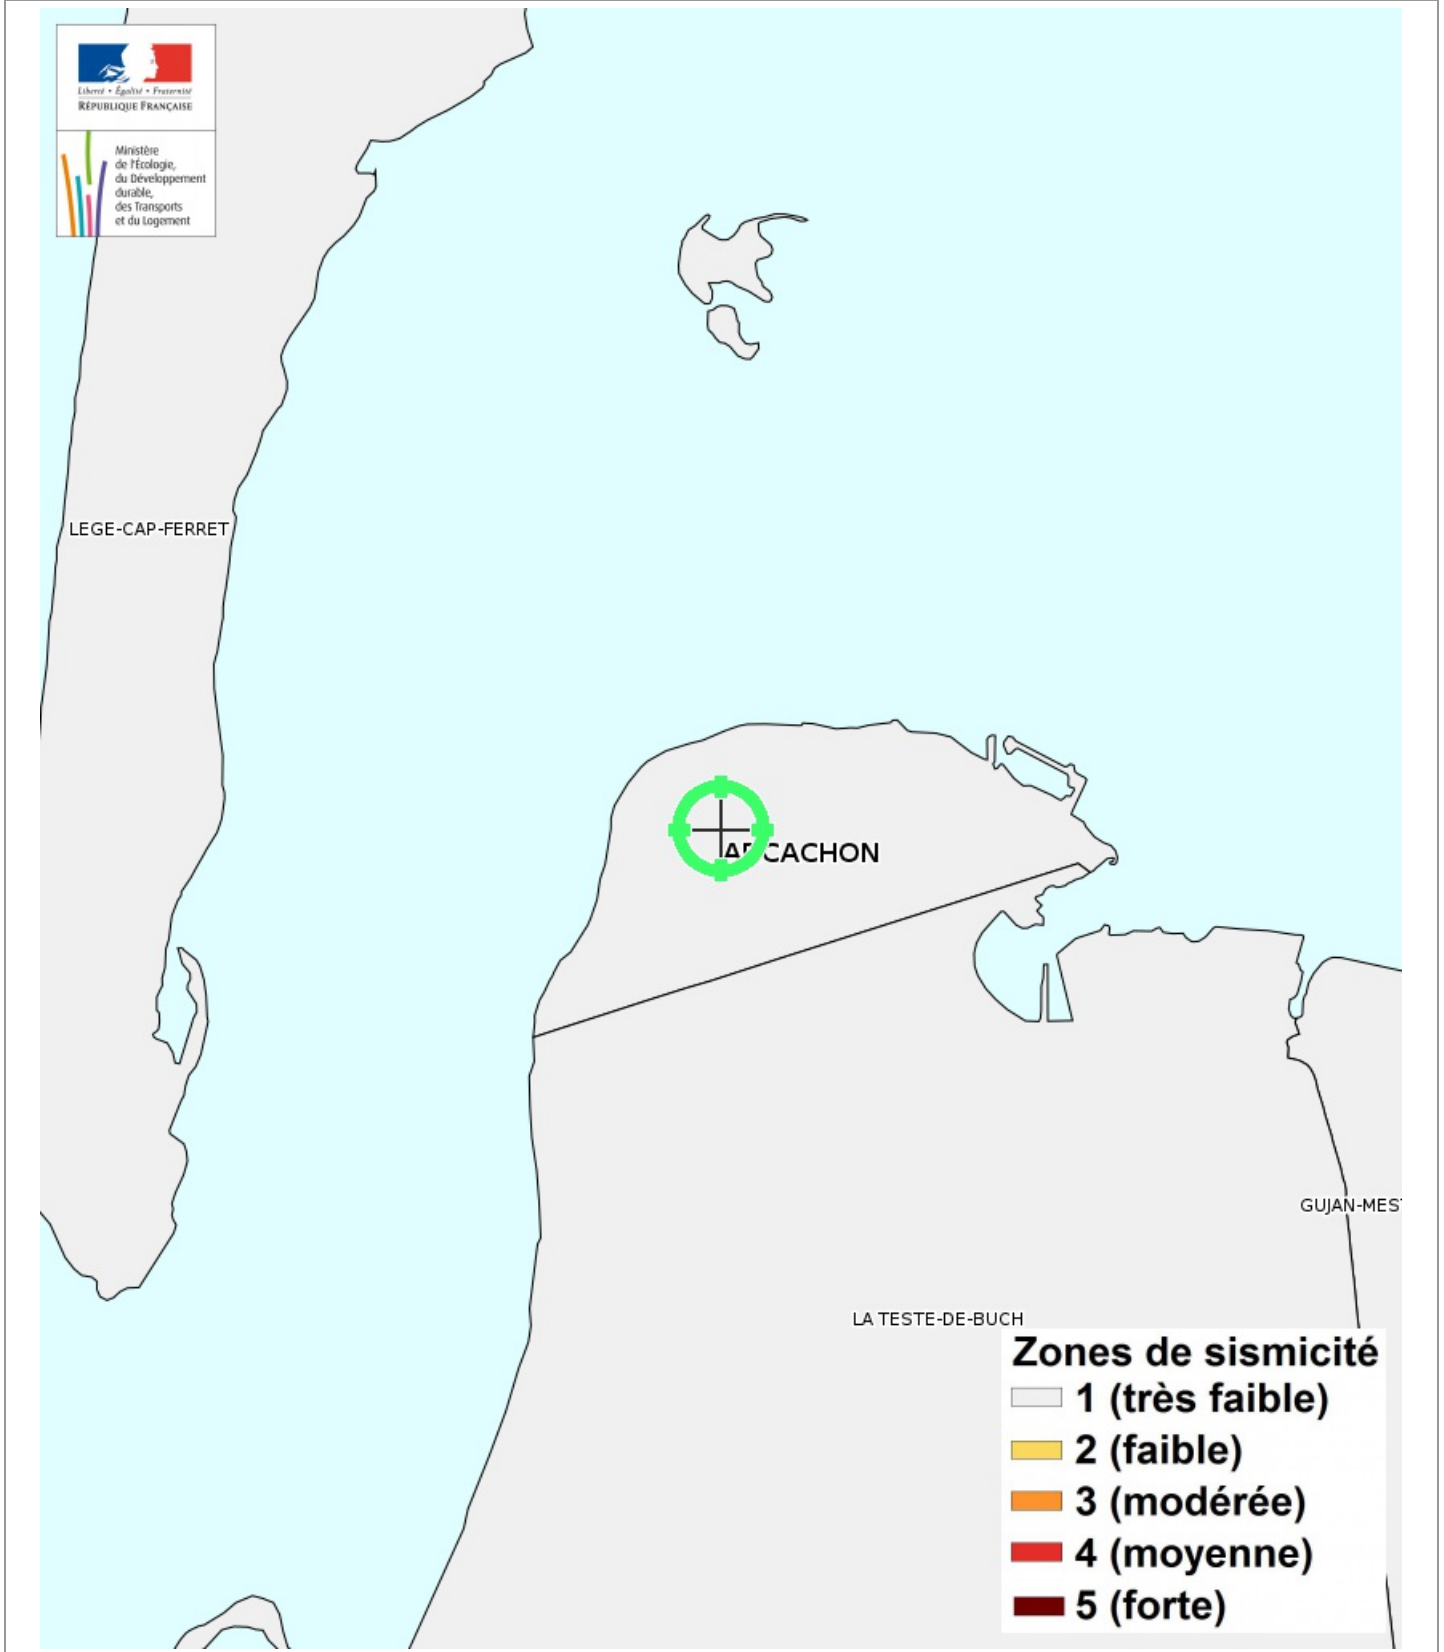 Liberté • Égalité • Fraternité
RÉPUBLIQUE FRANÇAISE
Ministère
de l'Écologie,
du Développement
durable,
des Transports
et du Logement
LEGE-CAP-FERRET
ARCACHON
GUJAN-MES
LA TESTE-DE-BUCH
Zones de sismicité
1 (très faible)
2 (faible)
3 (modérée)
4 (moyenne)
5 (forte)